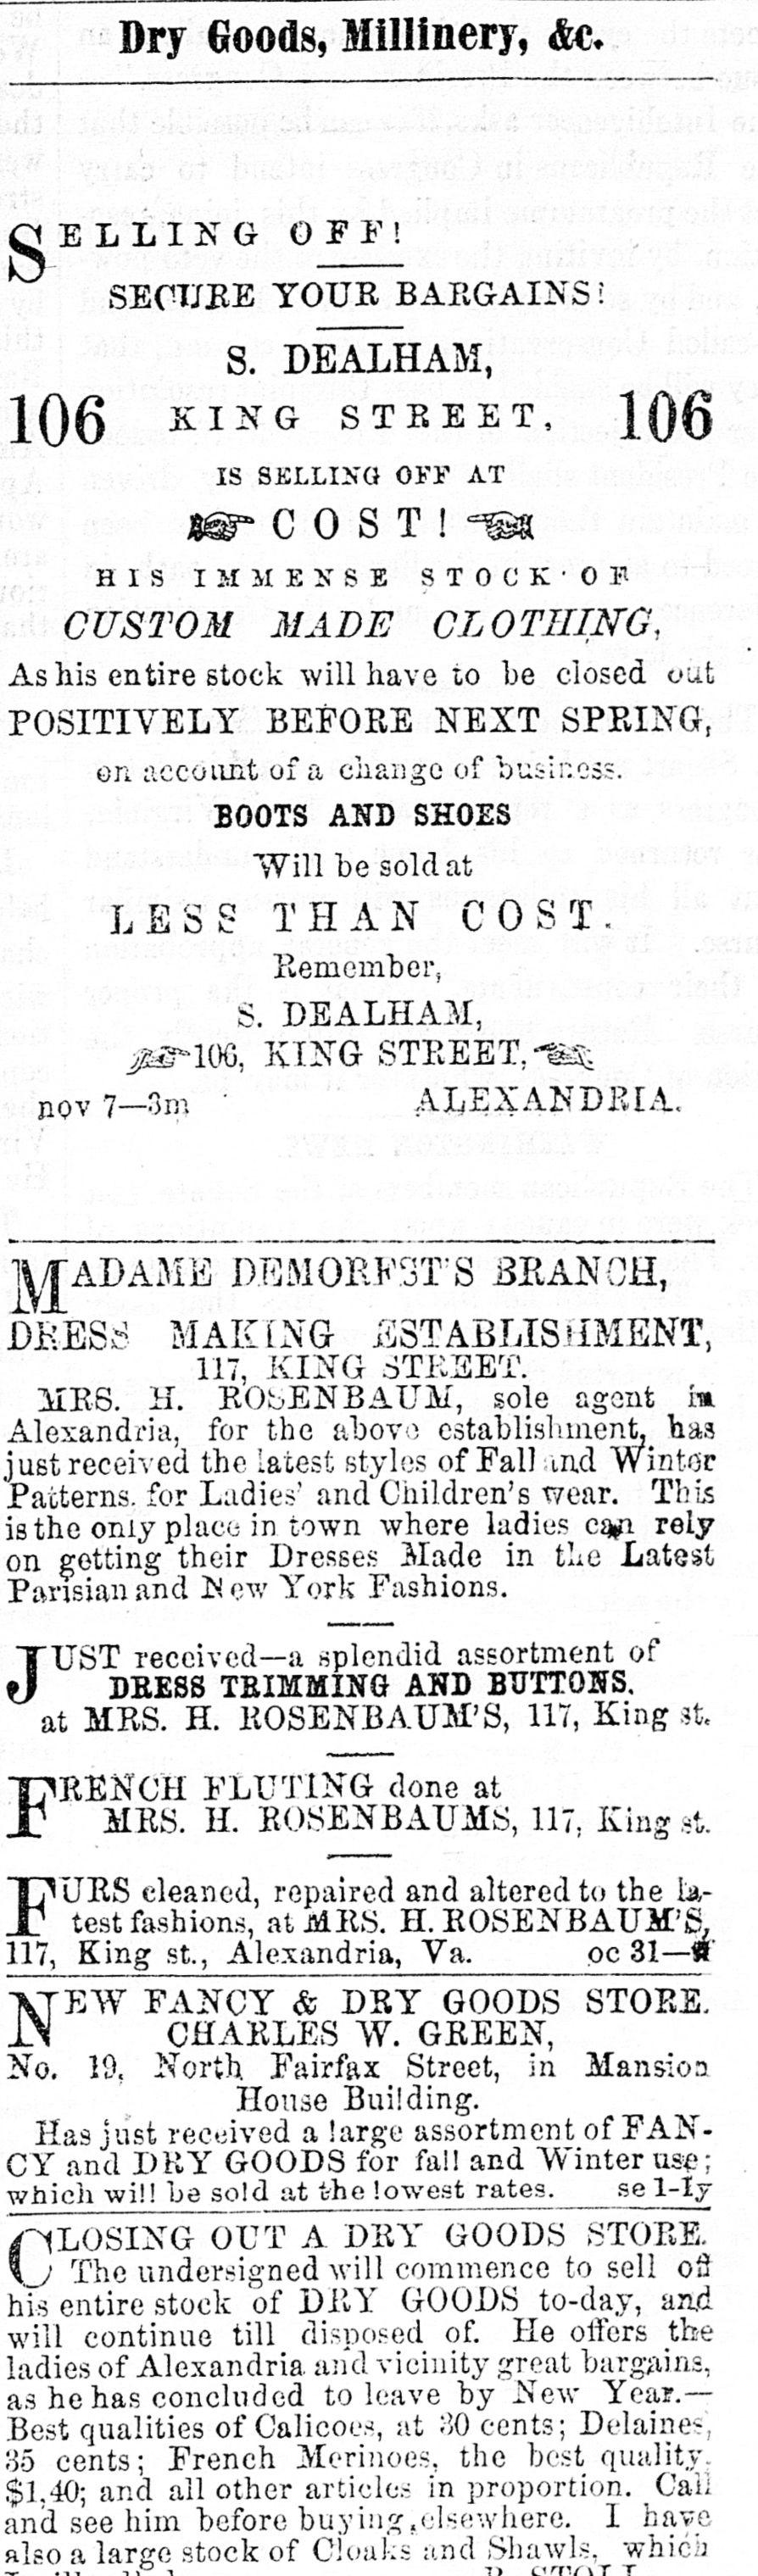 Dry Goods, Millinery, &c.
SELLING OFF!
SECURE YOUR BARGAINS!
S. DEALHAM,
106 KING STREET, 106
IS SELLING OFF AT
COST!
HIS IMMENSE STOCK OF
CUSTOM MADE CLOTHING,
As his entire stock will have to be closed out
POSITIVELY BEFORE NEXT SPRING,
on account of a change of business.
BOOTS AND SHOES
Will be sold at
LESS THAN COST.
Remember,
S. DEALHAM,
106, KING STREET,
nov 7—3m ALEXANDRIA.
MADAME DEMOREST'S BRANCH,
DRESS MAKING ESTABLISHMENT,
117, KING STREET.
MRS. H. ROSENBAUM, sole agent in
Alexandria, for the above establishment, has
just received the latest styles of Fall and Winter
Patterns, for Ladies' and Children's wear. This
is the only place in town where ladies can rely
on getting their Dresses Made in the Latest
Parisian and New York Fashions.
JUST received—a splendid assortment of
DRESS TRIMMING AND BUTTONS.
at MRS. H. ROSENBAUM'S, 117, King st.
FRENCH FLUTING done at
MRS. H. ROSENBAUMS, 117, King st.
FURS cleaned, repaired and altered to the la-
test fashions, at MRS. H. ROSENBAUM'S,
117, King st., Alexandria, Va. oc 31—
NEW FANCY & DRY GOODS STORE.
CHARLES W. GREEN,
No. 19, North Fairfax Street, in Mansion
House Building.
Has just received a large assortment of FAN-
CY and DRY GOODS for fall and Winter use;
which will be sold at the lowest rates. se 1-1y
CLOSING OUT A DRY GOODS STORE.
The undersigned will commence to sell off
his entire stock of DRY GOODS to-day, and
will continue till disposed of. He offers the
ladies of Alexandria and vicinity great bargains,
as he has concluded to leave by New Year.—
Best qualities of Calicoes, at 30 cents; Delaines,
35 cents; French Merinoes, the best quality,
$1,40; and all other articles in proportion. Call
and see him before buying elsewhere. I have
also a large stock of Cloaks and Shawls, which